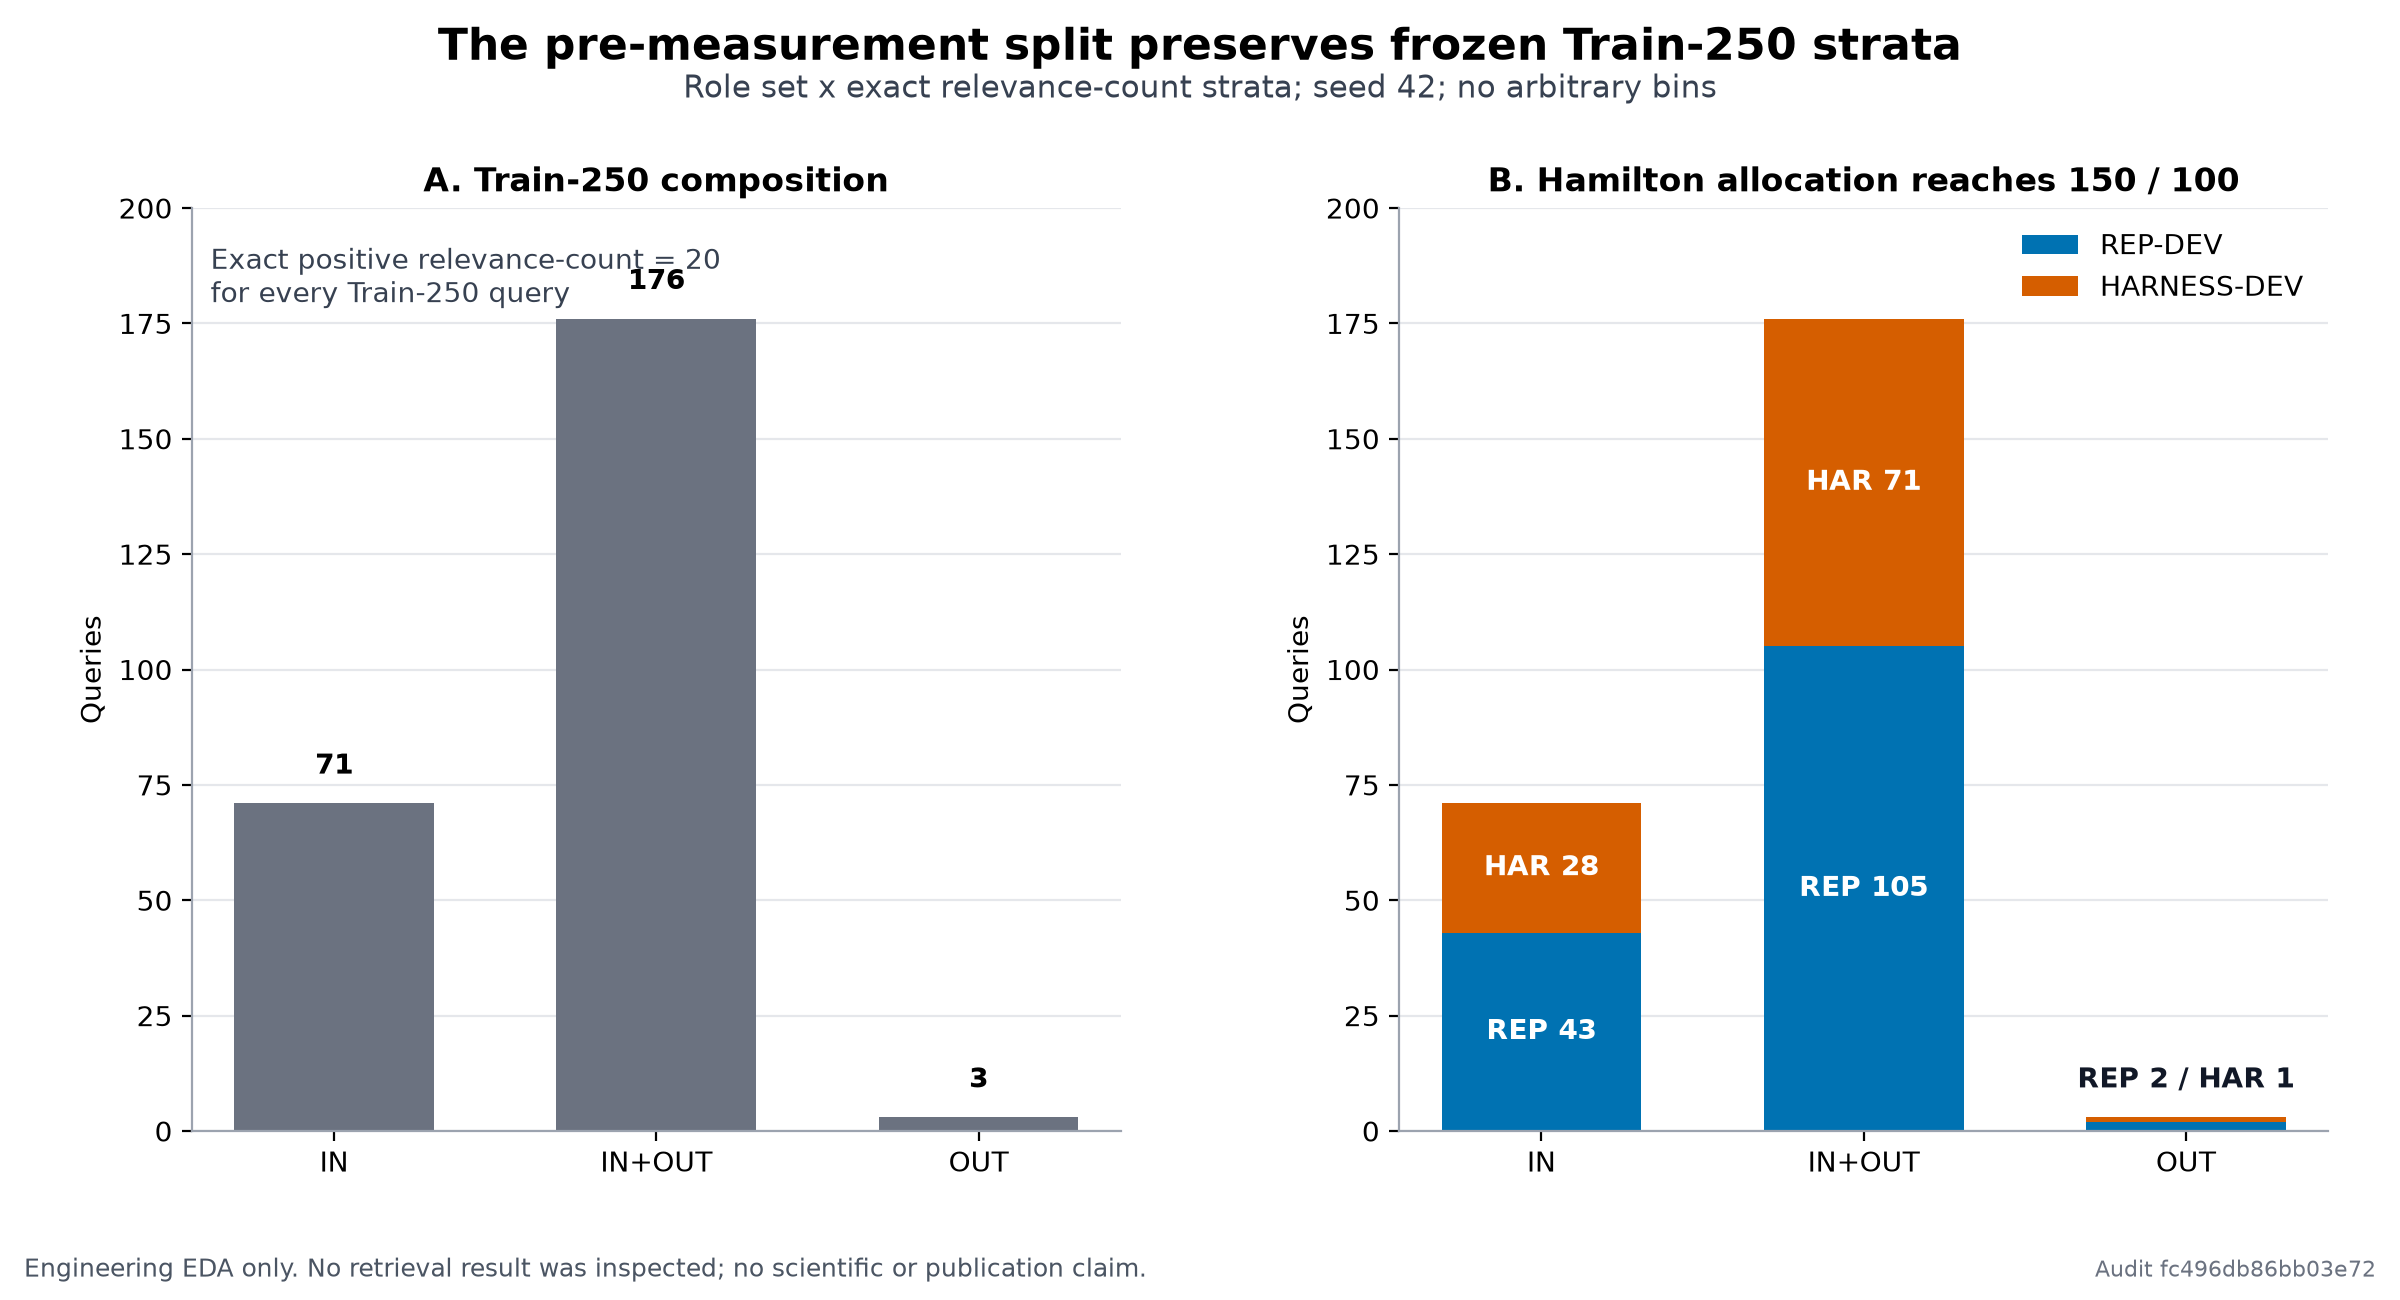 The pre-measurement split preserves frozen Train-250 strata
Role set x exact relevance-count strata; seed 42; no arbitrary bins
A. Train-250 composition
200
175
150
125
100
75
50
25
0
Queries
Exact positive relevance-count = 20
for every Train-250 query
71
176
3
IN
IN+OUT
OUT
B. Hamilton allocation reaches 150 / 100
200
175
150
125
100
75
50
25
0
Queries
REP-DEV
HARNESS-DEV
HAR 28
REP 43
HAR 71
REP 105
REP 2 / HAR 1
IN
IN+OUT
OUT
Engineering EDA only. No retrieval result was inspected; no scientific or publication claim.
Audit fc496db86bb03e72